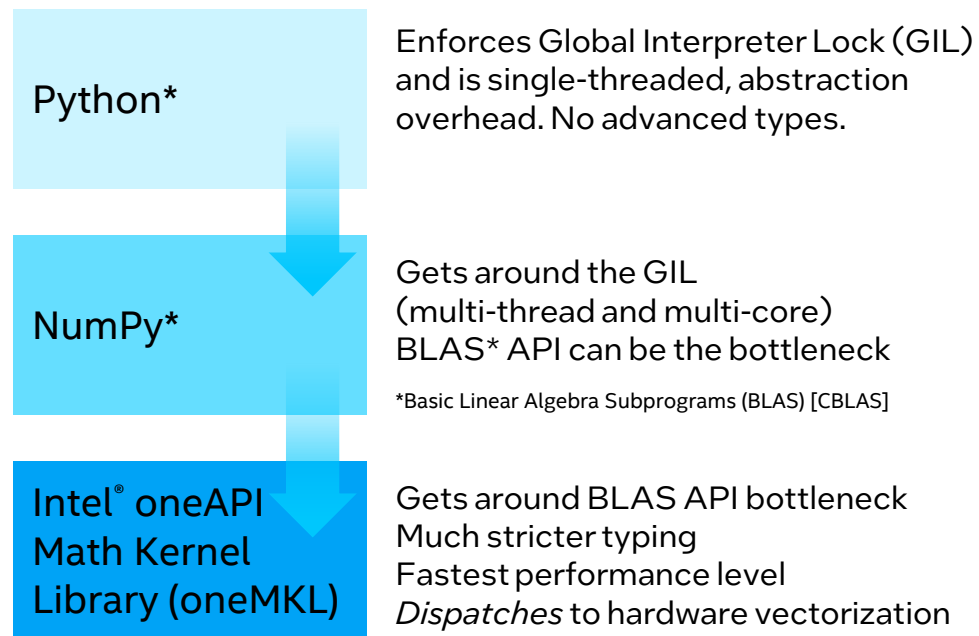 Python*
Enforces Global Interpreter Lock (GIL)
and is single-threaded, abstraction
overhead. No advanced types.
NumPy*
Gets around the GIL
(multi-thread and multi-core)
BLAS* API can be the bottleneck
*Basic Linear Algebra Subprograms (BLAS) [CBLAS]
Intel® oneAPI
Math Kernel
Library (oneMKL)
Gets around BLAS API bottleneck
Much stricter typing
Fastest performance level
Dispatches to hardware vectorization